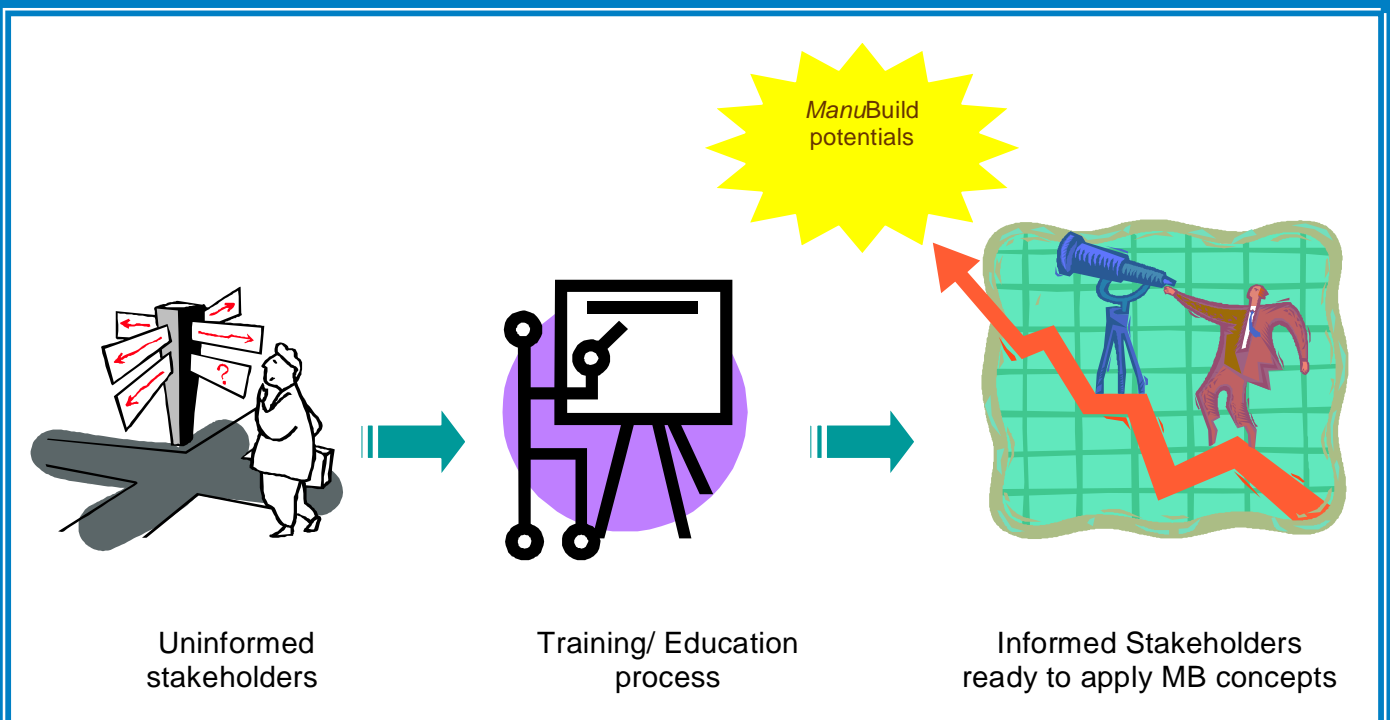 ManuBuild
potentials
?
Uninformed
stakeholders
Training/ Education
process
Informed Stakeholders
ready to apply MB concepts